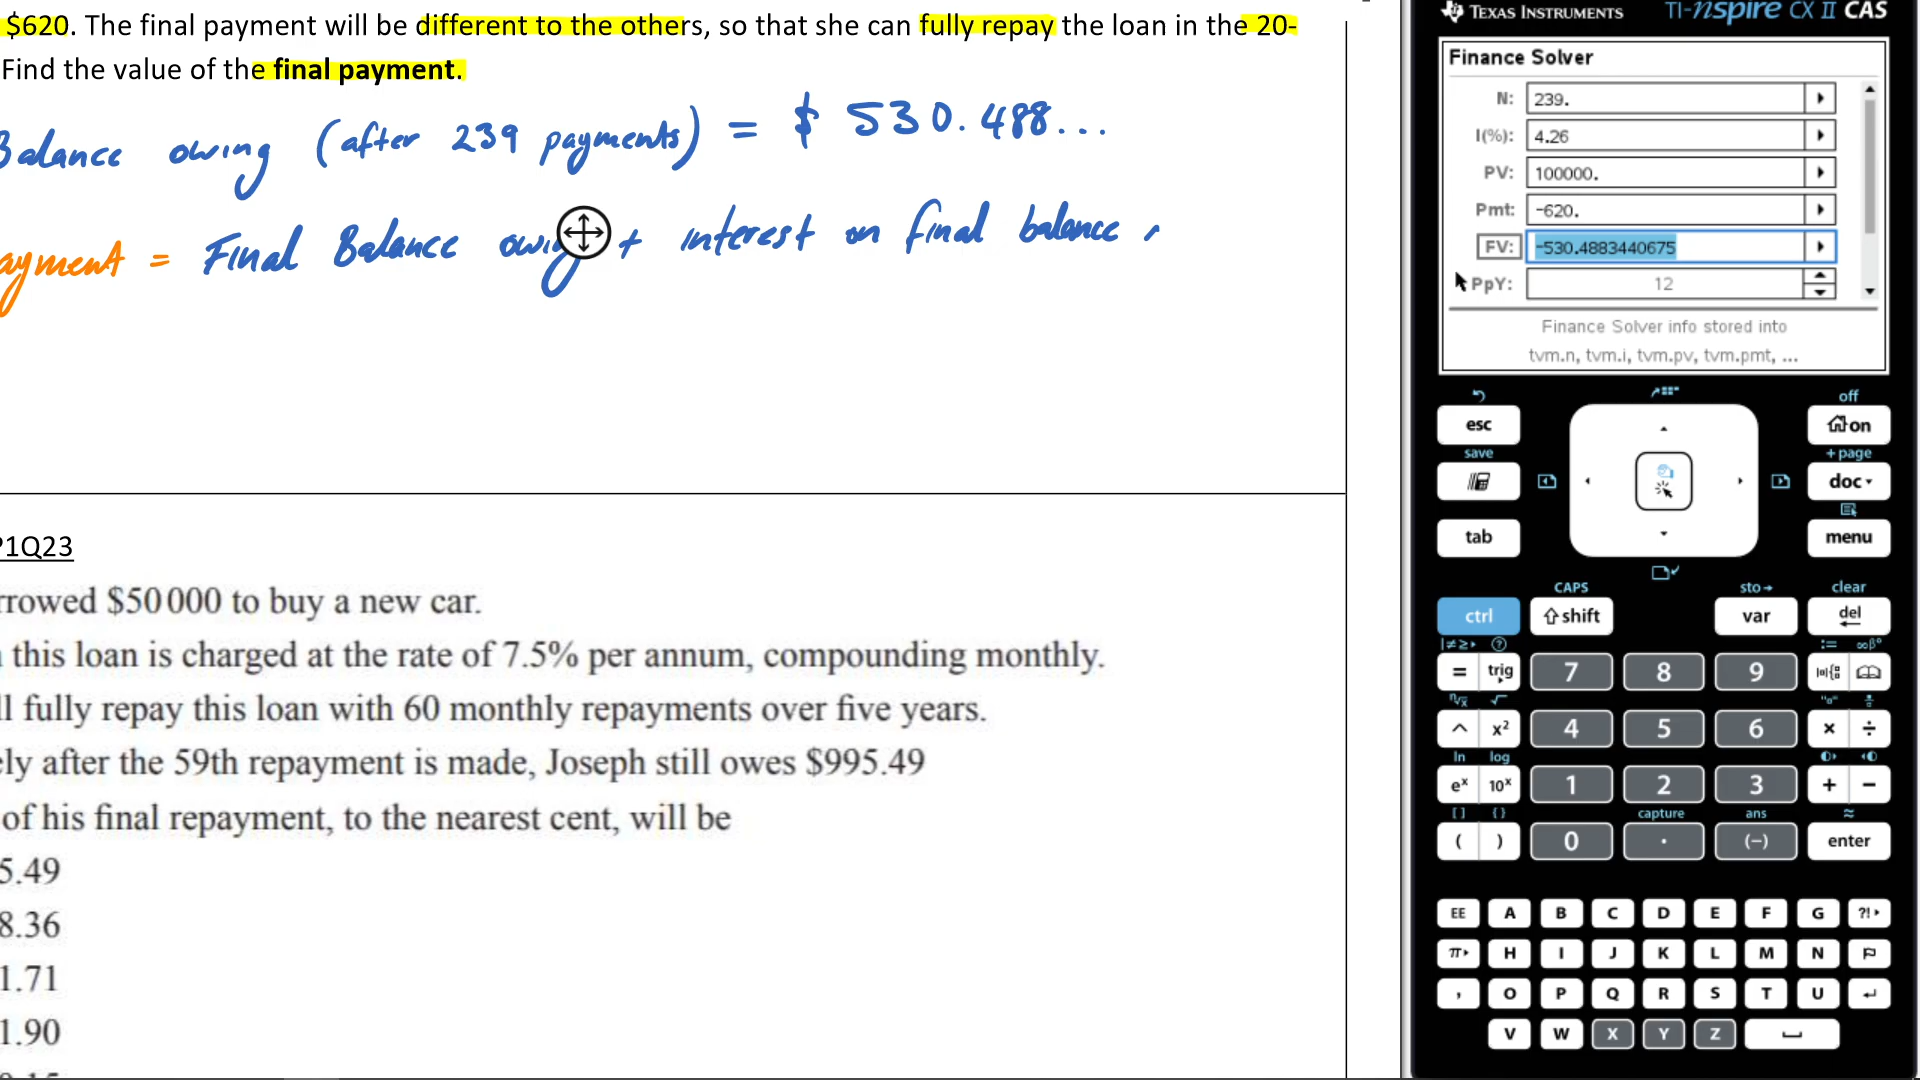 $620. The final payment will be different to the others, so that she can fully repay the loan in the 20-
Find the value of the final payment.
Balance owing (after 239 payments) = $ 530.488...
ayment = Final Balance owing + interest on final balance
P1Q23
rrowed $50 000 to buy a new car.
this loan is charged at the rate of 7.5% per annum, compounding monthly.
ll fully repay this loan with 60 monthly repayments over five years.
ely after the 59th repayment is made, Joseph still owes $995.49
of his final repayment, to the nearest cent, will be
5.49
8.36
1.71
1.90
TEXAS INSTRUMENTS TI-nspire CX II CAS
Finance Solver
N: 239.
I(%): 4.26
PV: 100000.
Pmt: -620.
FV: -530.4883440675
PpY: 12
Finance Solver info stored into
tvm.n, tvm.i, tvm.pv, tvm.pmt, ...
off
esc on
save +page
doc
tab menu
CAPS sto→ clear
ctrl shift var del
= trig 7 8 9
^ x² 4 5 6 × ÷
ln log
eˣ 10ˣ 1 2 3 + −
[] {} capture ans ≈
( ) 0 . (−) enter
EE A B C D E F G ?!
π H I J K L M N
, O P Q R S T U
V W X Y Z